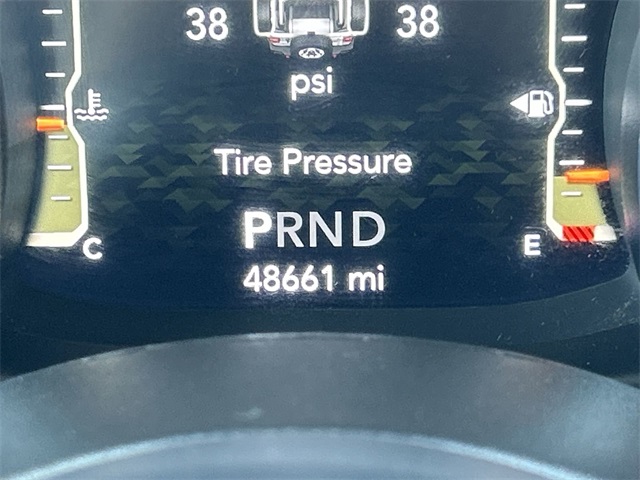 38 38
psi
Tire Pressure
PRND
C E
48661 mi